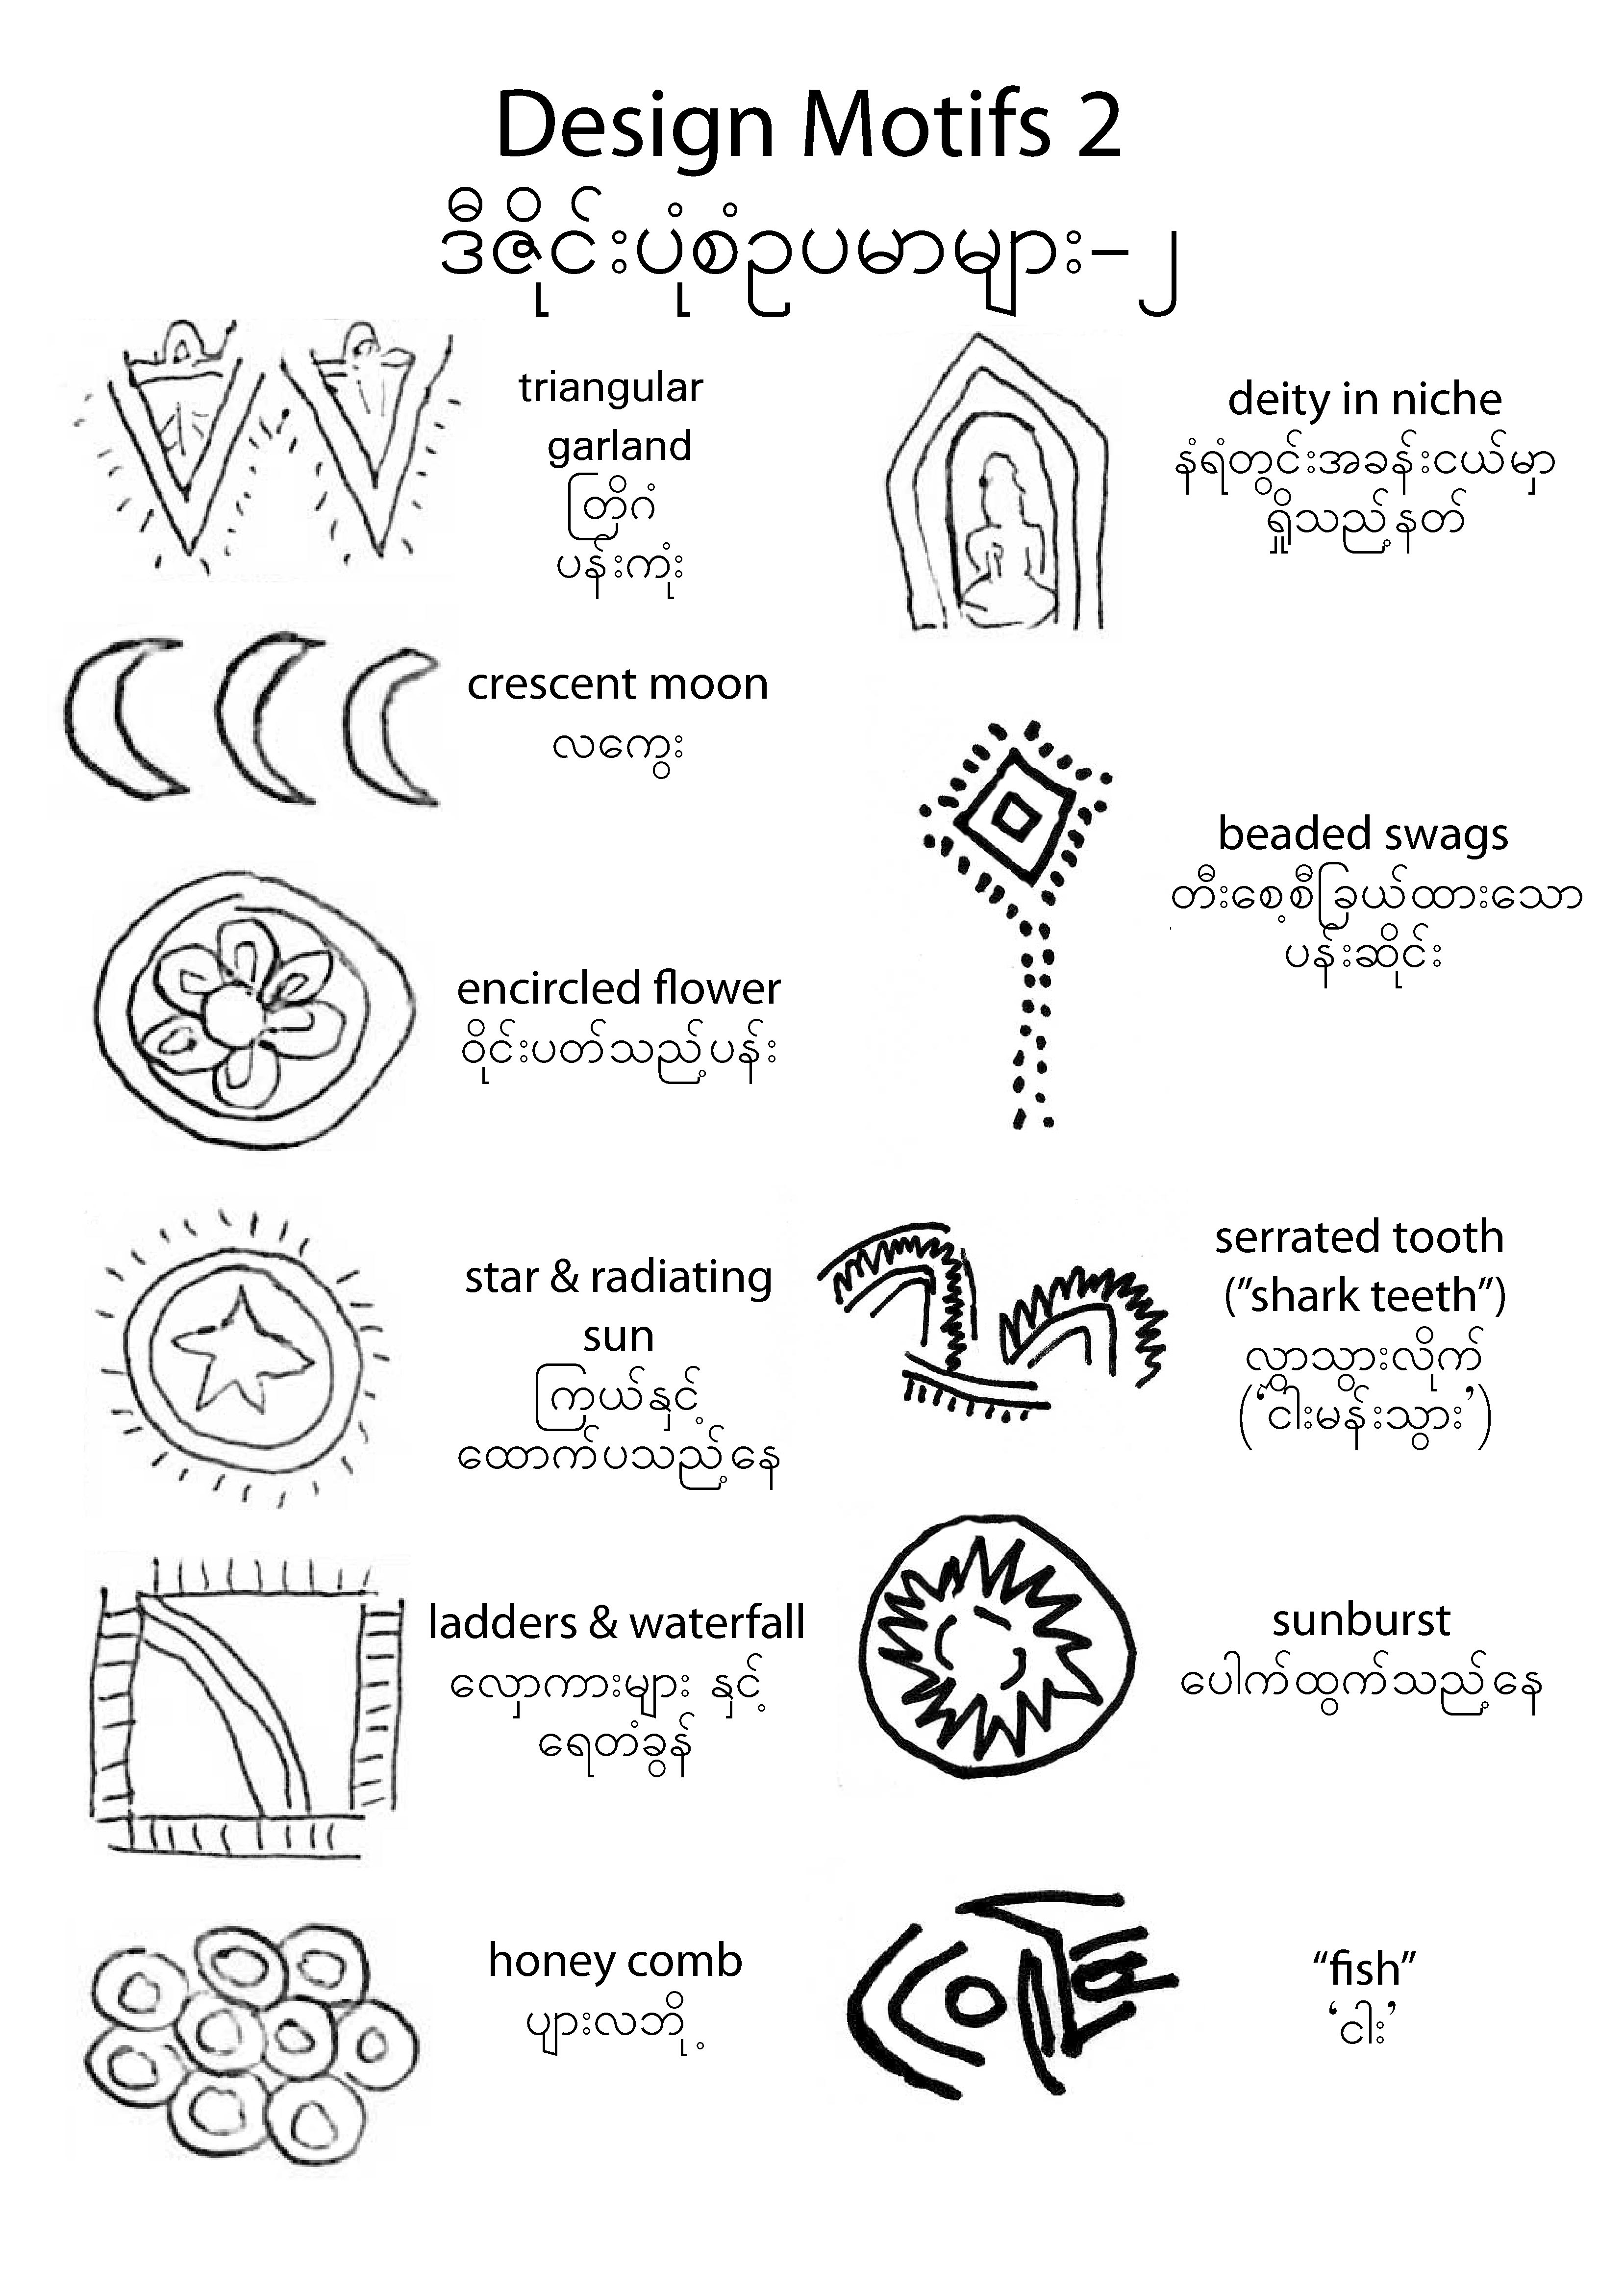 Design Motifs 2
ဒီဇိုင်းပုံစံဥပမာများ–၂
triangular
garland
တြိဂံ
ပန်းကုံး
crescent moon
လကွေး
encircled flower
ဝိုင်းပတ်သည့်ပန်း
star & radiating
sun
ကြယ်နှင့်
ထောက်ပသည့်နေ
ladders & waterfall
လှေကားများ နှင့်
ရေတံခွန်
honey comb
ပျားလဘို့
deity in niche
နံရံတွင်းအခန်းငယ်မှာ
ရှိုသည့်နတ်
beaded swags
တီးစေ့စီခြယ်ထားသော
ပန်းဆိုင်း
serrated tooth
("shark teeth")
လွှာသွားလိုက်
(‘ငါးမန်းသွား’)
sunburst
ပေါက်ထွက်သည့်နေ
“fish”
‘ငါး’